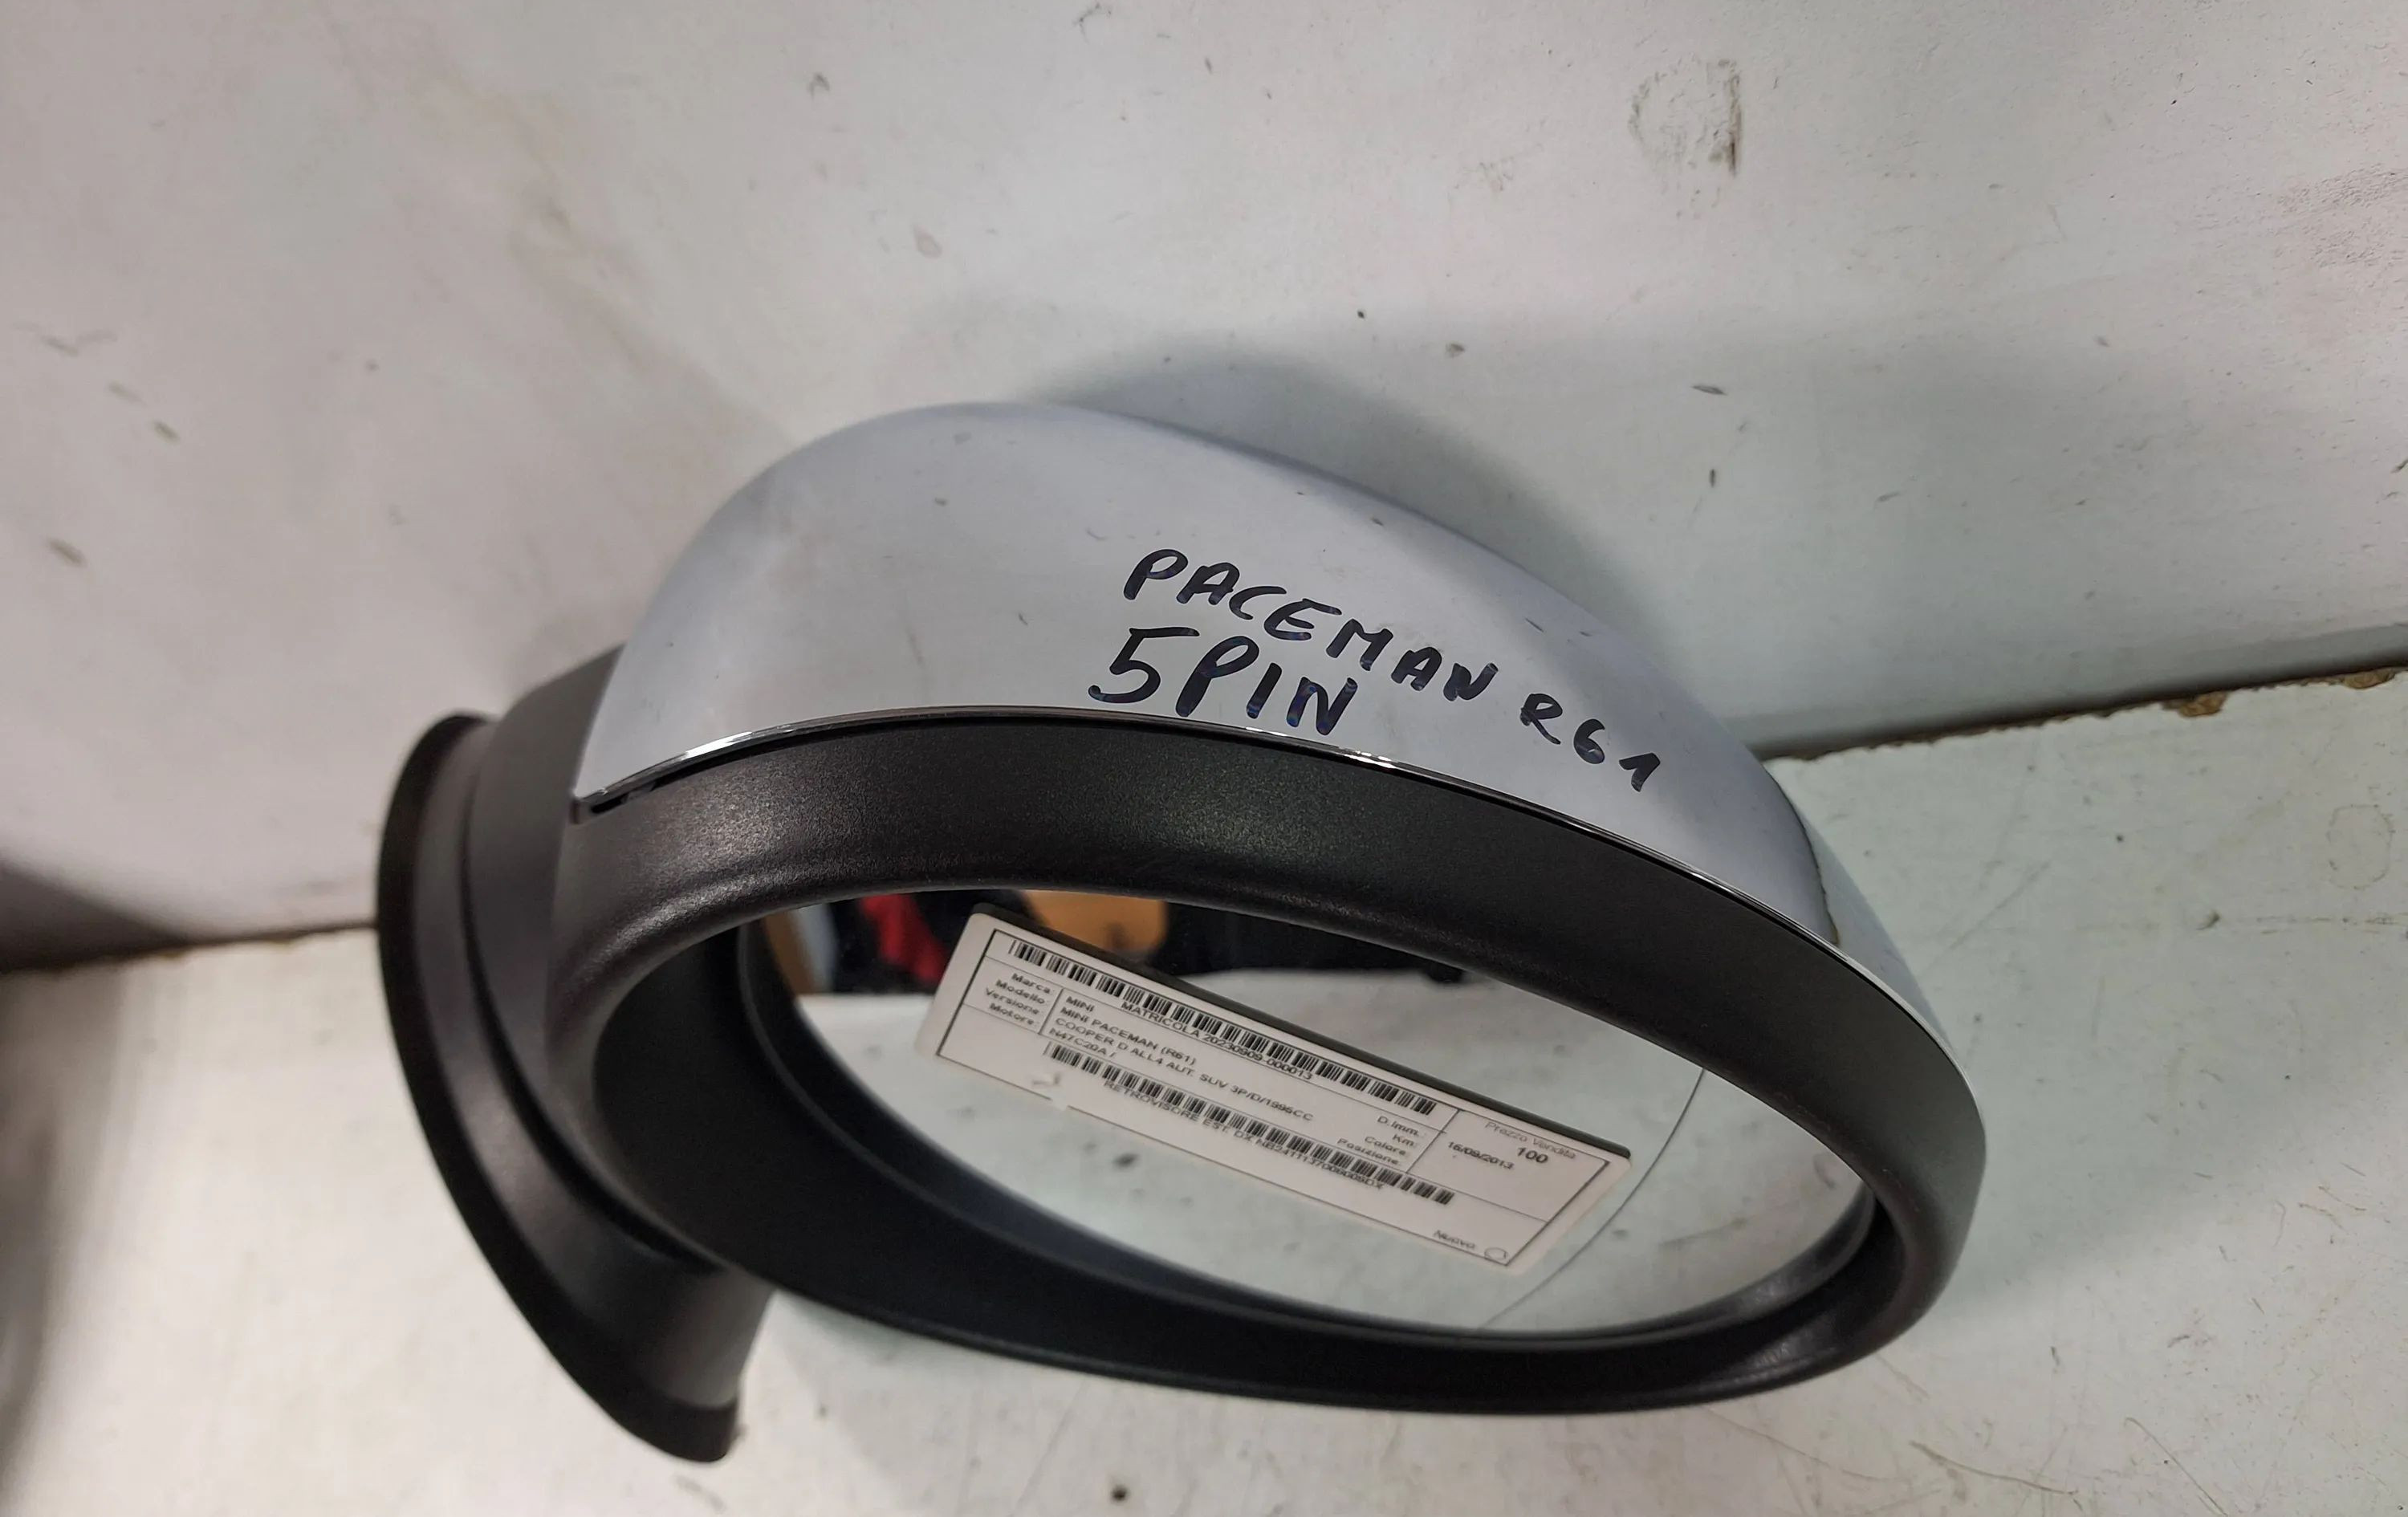 PACEMAN R61
5PIN
MATRICOLA 20230909-000013
Marca: MINI
Modello: MINI PACEMAN (R61)
Versione: COOPER D ALL4 AUT. SUV 3P/D/1995CC
Motore: N47C20A /
D.Imm.: 16/09/2013
Km:
Colore:
Posizione:
Prezzo Vendita
100
RETROVISORE EST. DX
Nuovo